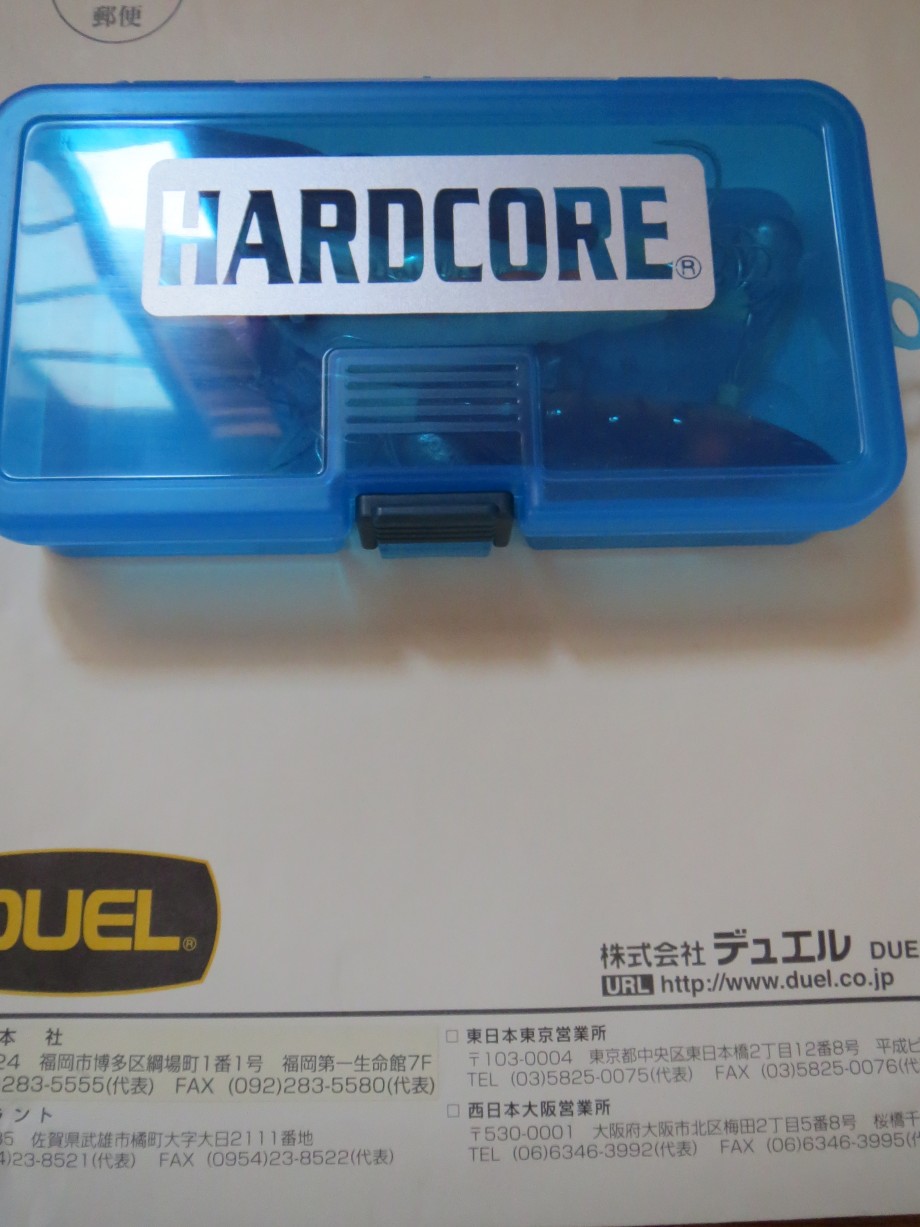 郵便
HARDCORE®
DUEL®
株式会社 デュエル DUE
URL http://www.duel.co.jp
本 社
24 福岡市博多区綱場町1番1号 福岡第一生命館7F
283-5555(代表) FAX (092)283-5580(代表)
ラント
35 佐賀県武雄市橘町大字大日2111番地
4)23-8521(代表) FAX (0954)23-8522(代表)
□ 東日本東京営業所
〒103-0004 東京都中央区東日本橋2丁目12番8号 平成ビ
TEL (03)5825-0075(代表) FAX (03)5825-0076(代
□ 西日本大阪営業所
〒530-0001 大阪府大阪市北区梅田2丁目5番8号 桜橋千
TEL (06)6346-3992(代表) FAX (06)6346-3995(代